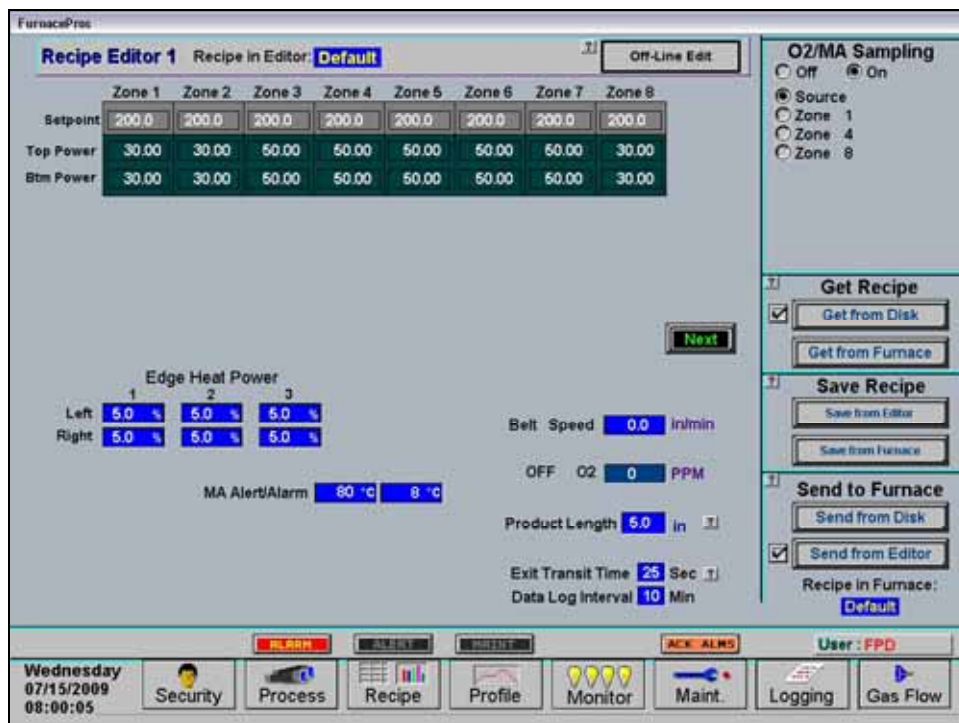 FurnacePros
Recipe Editor 1 Recipe in Editor: Default ? Off-Line Edit
Zone 1 Zone 2 Zone 3 Zone 4 Zone 5 Zone 6 Zone 7 Zone 8
Setpoint 200.0 200.0 200.0 200.0 200.0 200.0 200.0 200.0
Top Power 30.00 30.00 50.00 50.00 50.00 50.00 50.00 30.00
Btm Power 30.00 30.00 50.00 50.00 50.00 50.00 50.00 30.00
Next
Edge Heat Power
1 2 3
Left 5.0 % 5.0 % 5.0 %
Right 5.0 % 5.0 % 5.0 %
MA Alert/Alarm 80 °C 8 °C
Belt Speed 0.0 in/min
OFF O2 0 PPM
Product Length 5.0 in ?
Exit Transit Time 25 Sec ?
Data Log Interval 10 Min
O2/MA Sampling
Off On
Source
Zone 1
Zone 4
Zone 8
? Get Recipe
Get from Disk
Get from Furnace
? Save Recipe
Save from Editor
Save from Furnace
? Send to Furnace
Send from Disk
Send from Editor
Recipe in Furnace:
Default
ALARM ALERT MAINT ACK ALMS User : FPD
Wednesday
07/15/2009
08:00:05
Security Process Recipe Profile Monitor Maint. Logging Gas Flow